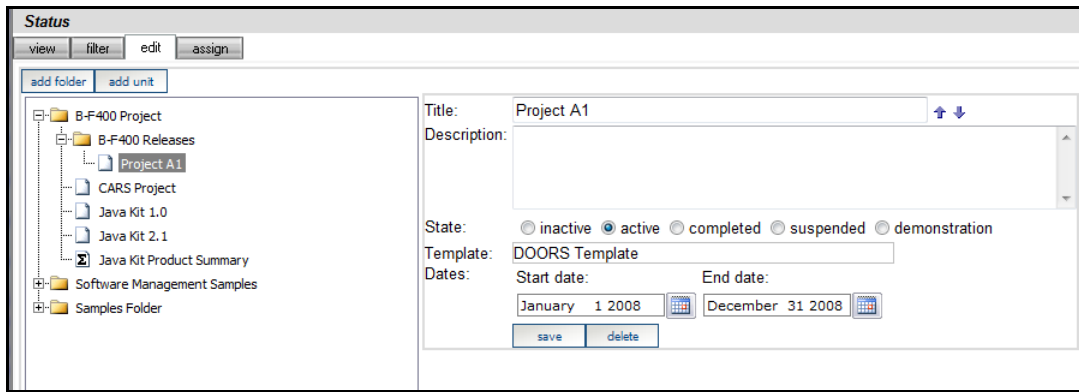 Status
view filter edit assign
add folder add unit
B-F400 Project
B-F400 Releases
Project A1
CARS Project
Java Kit 1.0
Java Kit 2.1
Σ Java Kit Product Summary
Software Management Samples
Samples Folder
Title: Project A1
Description:
State: inactive active completed suspended demonstration
Template: DOORS Template
Dates: Start date: End date:
January 1 2008 December 31 2008
save delete